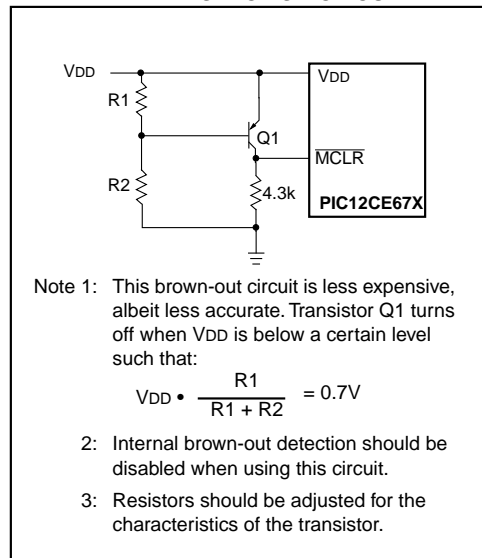 VDD
VDD
R1
Q1
MCLR
R2
4.3k
PIC12CE67X
Note 1: This brown-out circuit is less expensive,
albeit less accurate. Transistor Q1 turns
off when VDD is below a certain level
such that:
VDD • R1 / R1 + R2 = 0.7V
2: Internal brown-out detection should be
disabled when using this circuit.
3: Resistors should be adjusted for the
characteristics of the transistor.